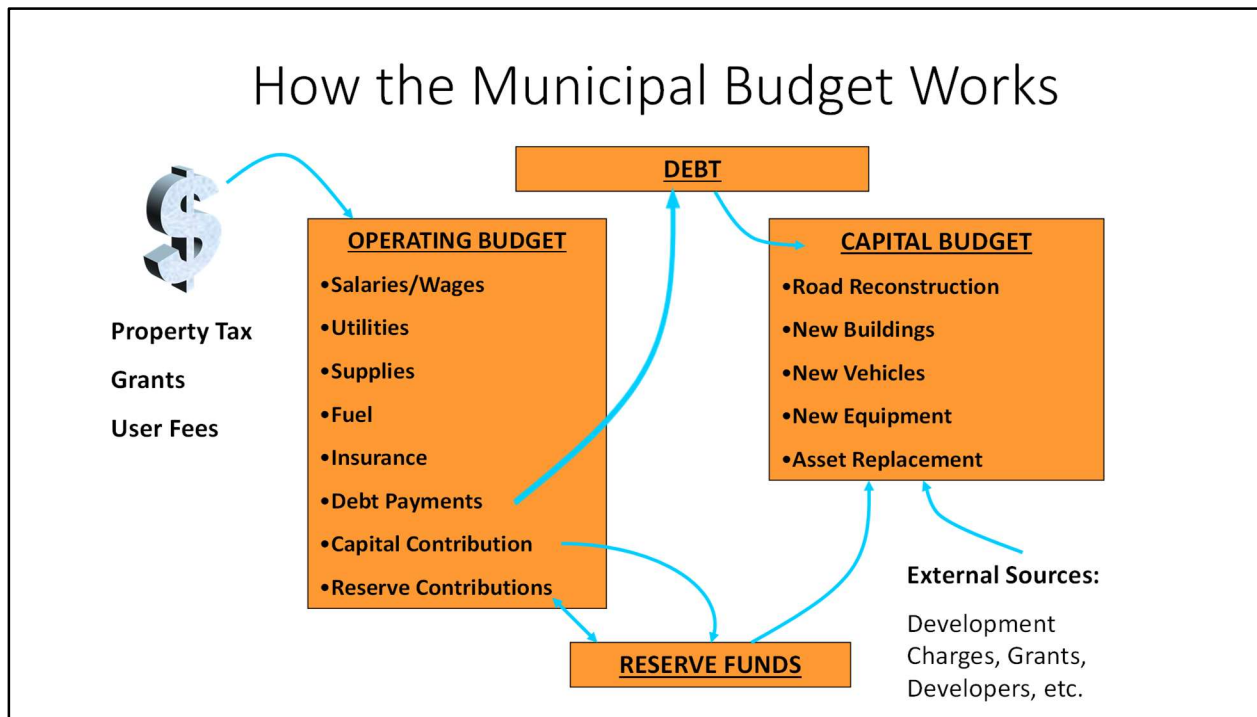 How the Municipal Budget Works
DEBT
Property Tax
Grants
User Fees
OPERATING BUDGET
•Salaries/Wages
•Utilities
•Supplies
•Fuel
•Insurance
•Debt Payments
•Capital Contribution
•Reserve Contributions
CAPITAL BUDGET
•Road Reconstruction
•New Buildings
•New Vehicles
•New Equipment
•Asset Replacement
RESERVE FUNDS
External Sources:
Development
Charges, Grants,
Developers, etc.